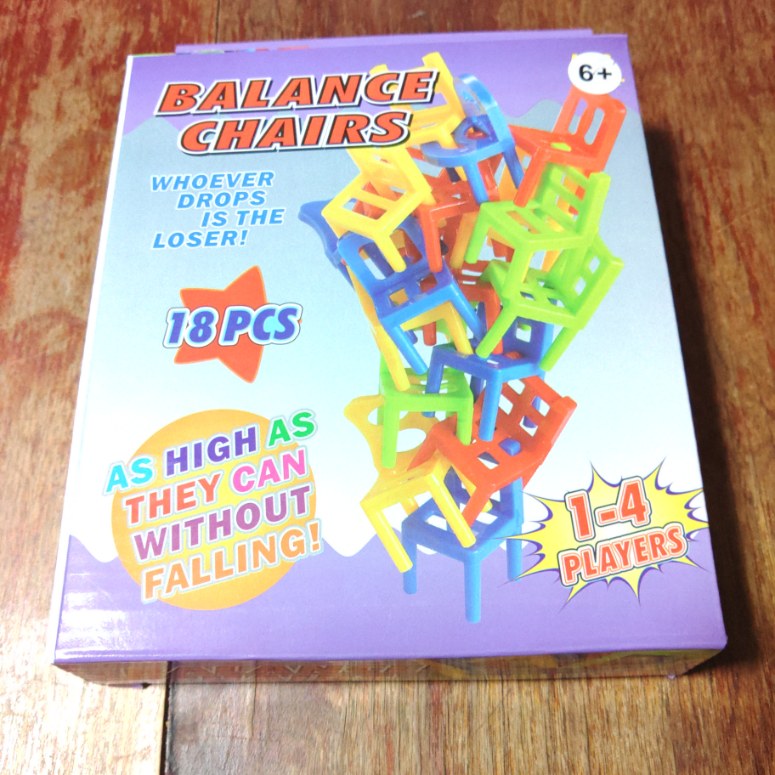 6+
BALANCE
CHAIRS
WHOEVER
DROPS
IS THE
LOSER!
18 PCS
AS HIGH AS
THEY CAN
WITHOUT
FALLING!
1-4
PLAYERS